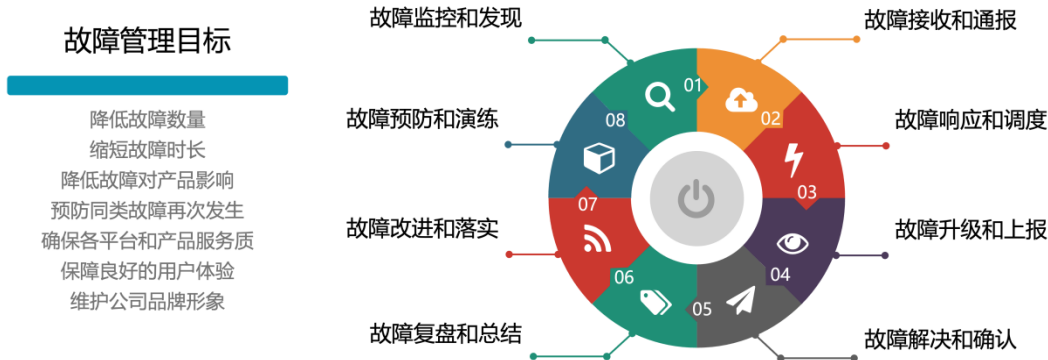 故障管理目标
降低故障数量
缩短故障时长
降低故障对产品影响
预防同类故障再次发生
确保各平台和产品服务质
保障良好的用户体验
维护公司品牌形象
故障监控和发现
故障接收和通报
故障预防和演练
故障响应和调度
故障改进和落实
故障升级和上报
故障复盘和总结
故障解决和确认
01
02
03
04
05
06
07
08